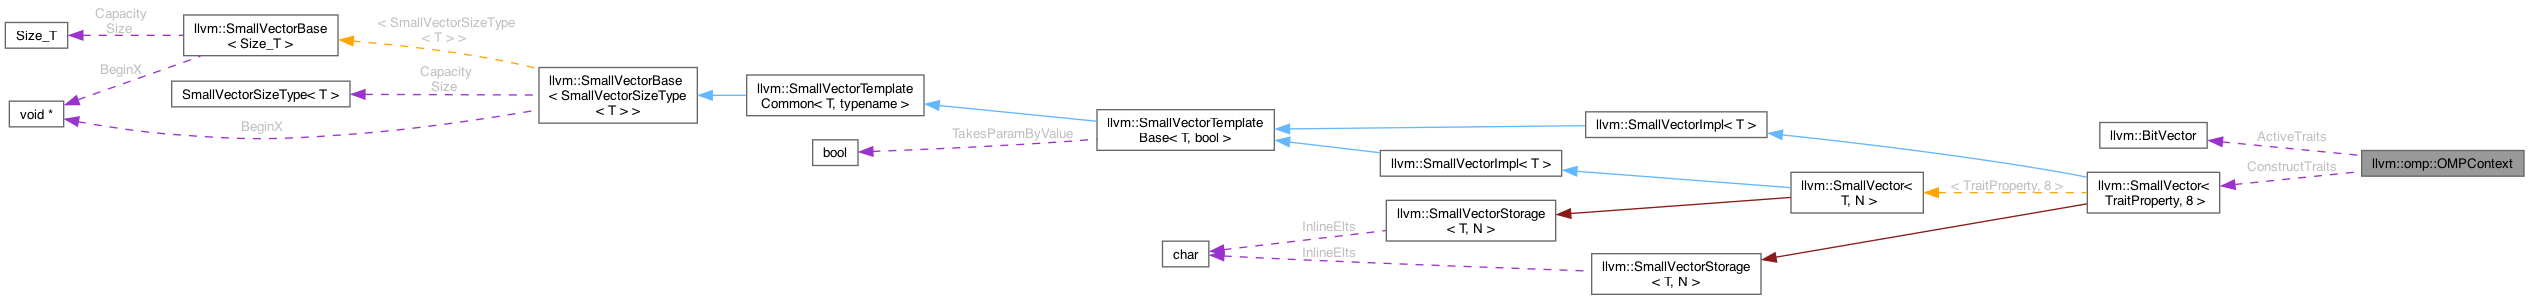 Size_T
Capacity
Size
llvm::SmallVectorBase
< Size_T >
BeginX
void *
SmallVectorSizeType< T >
< SmallVectorSizeType
< T > >
Capacity
Size
BeginX
llvm::SmallVectorBase
< SmallVectorSizeType
< T > >
llvm::SmallVectorTemplate
Common< T, typename >
bool
TakesParamByValue
llvm::SmallVectorTemplate
Base< T, bool >
llvm::SmallVectorImpl< T >
llvm::SmallVectorImpl< T >
llvm::SmallVectorStorage
< T, N >
InlineElts
InlineElts
char
llvm::SmallVectorStorage
< T, N >
llvm::SmallVector<
T, N >
< TraitProperty, 8 >
llvm::SmallVector<
TraitProperty, 8 >
llvm::BitVector
ActiveTraits
ConstructTraits
llvm::omp::OMPContext